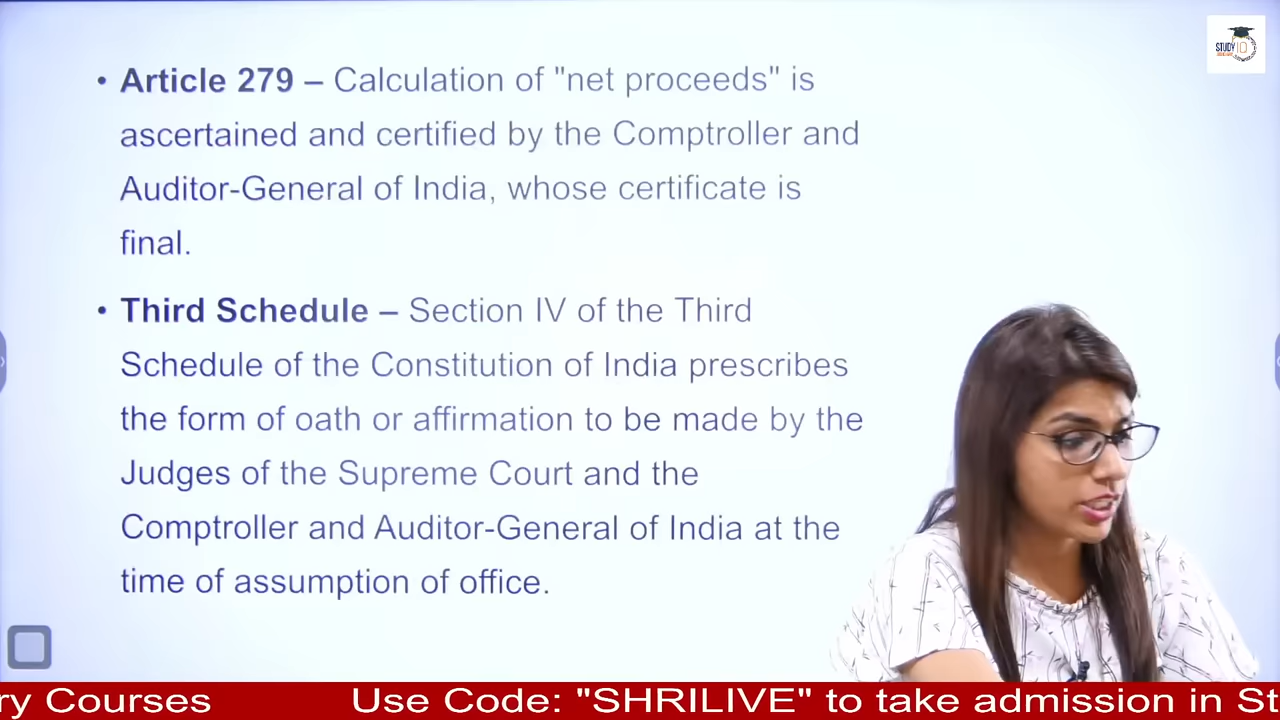 • Article 279 – Calculation of "net proceeds" is
ascertained and certified by the Comptroller and
Auditor-General of India, whose certificate is
final.
• Third Schedule – Section IV of the Third
Schedule of the Constitution of India prescribes
the form of oath or affirmation to be made by the
Judges of the Supreme Court and the
Comptroller and Auditor-General of India at the
time of assumption of office.
STUDY IQ
ry Courses Use Code: "SHRILIVE" to take admission in St